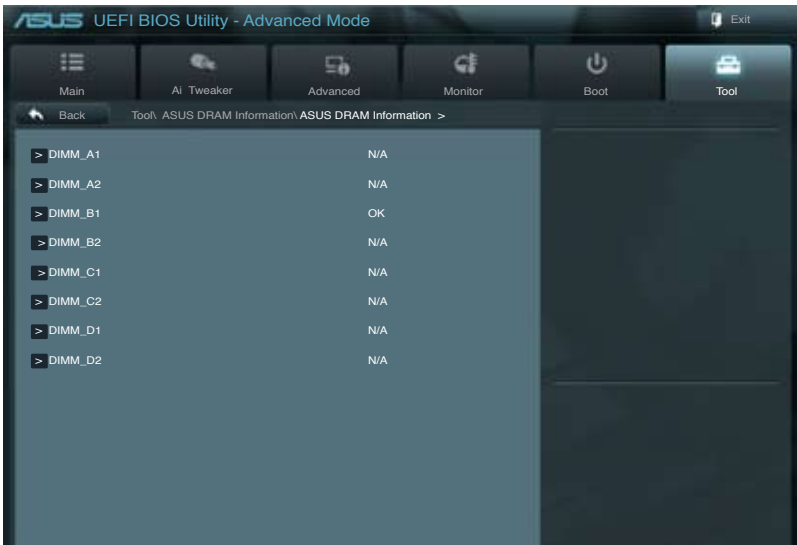 ASUS UEFI BIOS Utility - Advanced Mode
Exit
Main
Ai Tweaker
Advanced
Monitor
Boot
Tool
Back
Tool\ ASUS DRAM Information\ ASUS DRAM Information >
> DIMM_A1 N/A
> DIMM_A2 N/A
> DIMM_B1 OK
> DIMM_B2 N/A
> DIMM_C1 N/A
> DIMM_C2 N/A
> DIMM_D1 N/A
> DIMM_D2 N/A